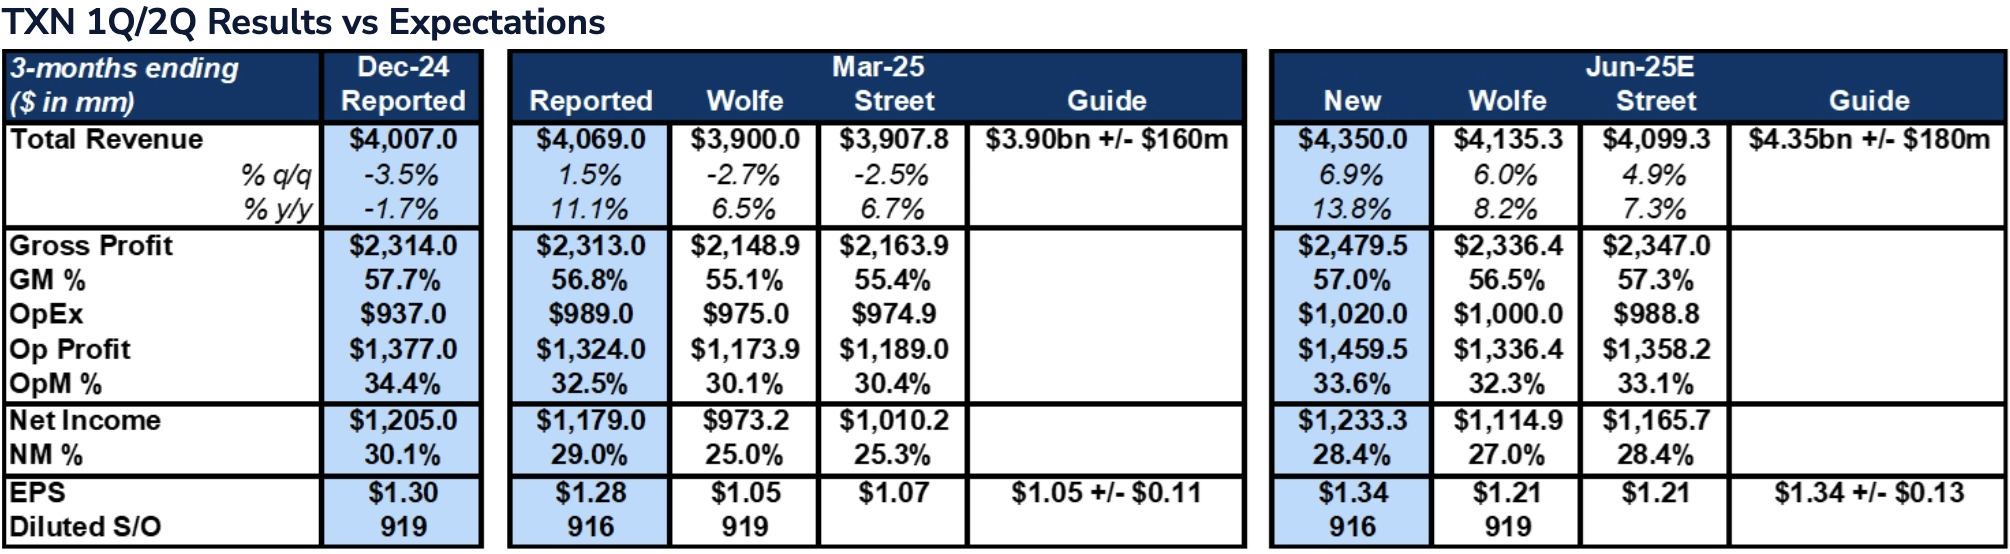 TXN 1Q/2Q Results vs Expectations
3-months ending Dec-24 Mar-25 Jun-25E
($ in mm) Reported Reported Wolfe Street Guide New Wolfe Street Guide
Total Revenue $4,007.0 $4,069.0 $3,900.0 $3,907.8 $3.90bn +/- $160m $4,350.0 $4,135.3 $4,099.3 $4.35bn +/- $180m
% q/q -3.5% 1.5% -2.7% -2.5% 6.9% 6.0% 4.9%
% y/y -1.7% 11.1% 6.5% 6.7% 13.8% 8.2% 7.3%
Gross Profit $2,314.0 $2,313.0 $2,148.9 $2,163.9 $2,479.5 $2,336.4 $2,347.0
GM % 57.7% 56.8% 55.1% 55.4% 57.0% 56.5% 57.3%
OpEx $937.0 $989.0 $975.0 $974.9 $1,020.0 $1,000.0 $988.8
Op Profit $1,377.0 $1,324.0 $1,173.9 $1,189.0 $1,459.5 $1,336.4 $1,358.2
OpM % 34.4% 32.5% 30.1% 30.4% 33.6% 32.3% 33.1%
Net Income $1,205.0 $1,179.0 $973.2 $1,010.2 $1,233.3 $1,114.9 $1,165.7
NM % 30.1% 29.0% 25.0% 25.3% 28.4% 27.0% 28.4%
EPS $1.30 $1.28 $1.05 $1.07 $1.05 +/- $0.11 $1.34 $1.21 $1.21 $1.34 +/- $0.13
Diluted S/O 919 916 919 916 919